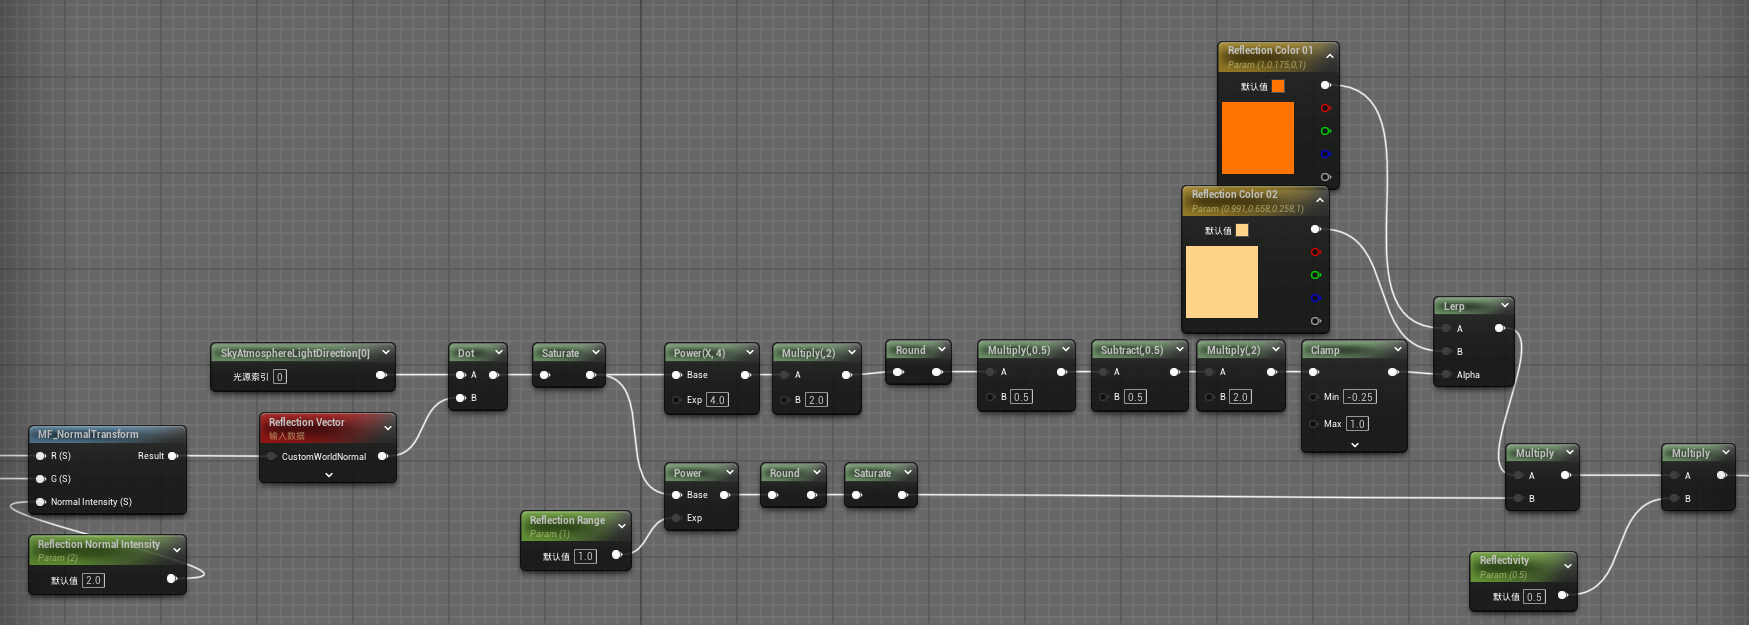 Reflection Color 01
Param (1,0.175,0,1)
默认值
Reflection Color 02
Param (0.991,0.658,0.258,1)
默认值
Lerp
A
B
Alpha
SkyAtmosphereLightDirection[0]
光源索引 0
Dot
A
B
Saturate
Power(X, 4)
Base
Exp 4.0
Multiply(,2)
A
B 2.0
Round
Multiply(,0.5)
A
B 0.5
Subtract(,0.5)
A
B 0.5
Multiply(,2)
A
B 2.0
Clamp
Min -0.25
Max 1.0
Reflection Vector
输入数据
CustomWorldNormal
MF_NormalTransform
R (S) Result
G (S)
Normal Intensity (S)
Reflection Normal Intensity
Param (2)
默认值 2.0
Reflection Range
Param (1)
默认值 1.0
Power
Base
Exp
Round
Saturate
Multiply
A
B
Multiply
A
B
Reflectivity
Param (0.5)
默认值 0.5